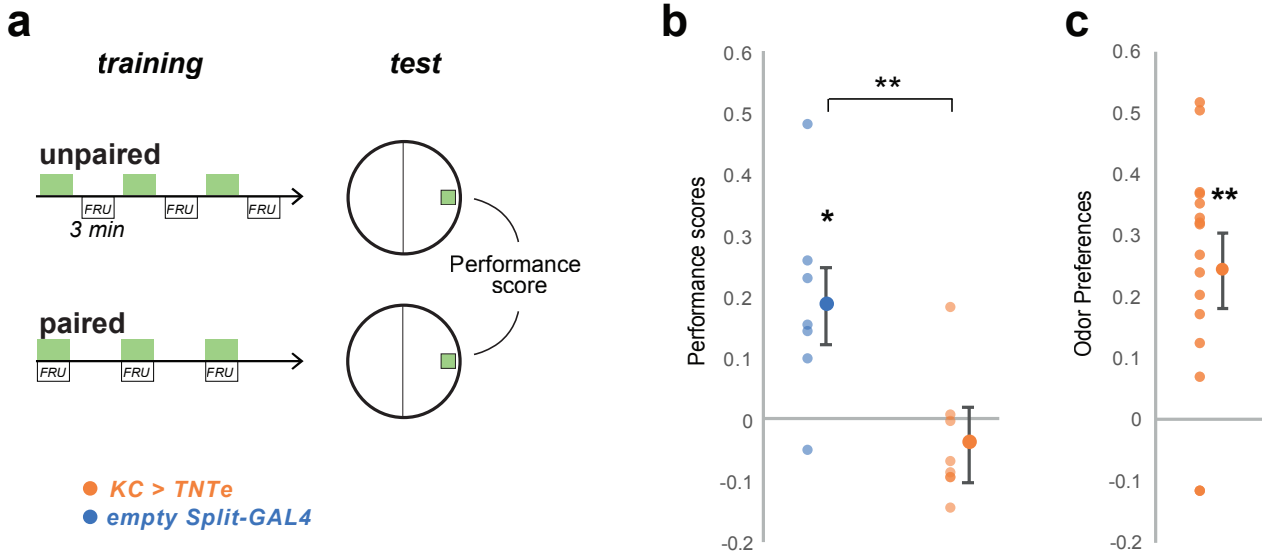 a
training
test
unpaired
FRU FRU FRU
3 min
Performance
score
paired
FRU FRU FRU
KC > TNTe
empty Split-GAL4
b
Performance scores
0.6
0.5
0.4
0.3
0.2
0.1
0
-0.1
-0.2
**
*
c
Odor Preferences
0.6
0.5
0.4
0.3
0.2
0.1
0
-0.1
-0.2
**